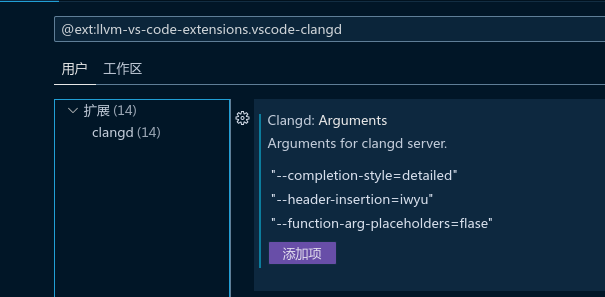 @ext:llvm-vs-code-extensions.vscode-clangd
用户 工作区
扩展 (14)
clangd (14)
Clangd: Arguments
Arguments for clangd server.
"--completion-style=detailed"
"--header-insertion=iwyu"
"--function-arg-placeholders=flase"
添加项